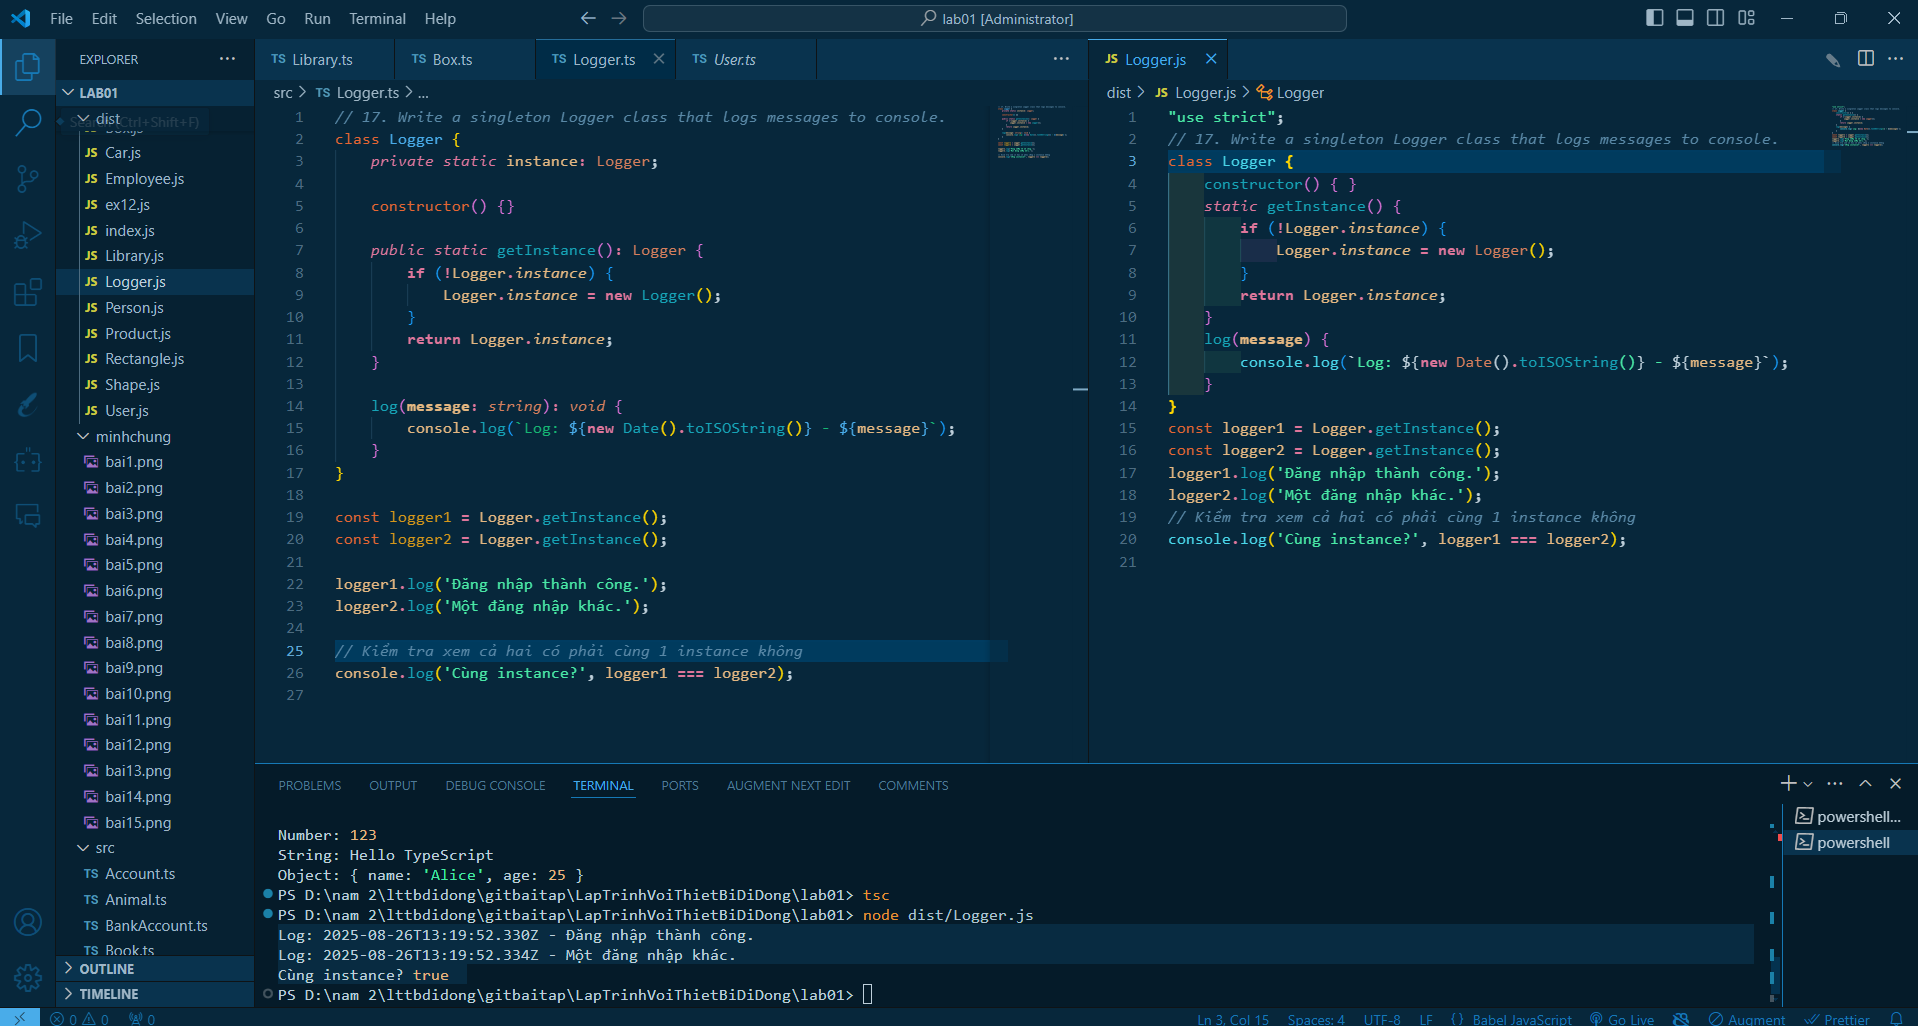 File Edit Selection View Go Run Terminal Help
lab01 [Administrator]
EXPLORER
LAB01
dist
Car.js
Employee.js
ex12.js
index.js
Library.js
Logger.js
Person.js
Product.js
Rectangle.js
Shape.js
User.js
minhchung
bai1.png
bai2.png
bai3.png
bai4.png
bai5.png
bai6.png
bai7.png
bai8.png
bai9.png
bai10.png
bai11.png
bai12.png
bai13.png
bai14.png
bai15.png
src
TS Account.ts
TS Animal.ts
TS BankAccount.ts
Book.ts
OUTLINE
TIMELINE
TS Library.ts TS Box.ts TS Logger.ts TS User.ts
src > TS Logger.ts > ...
1 // 17. Write a singleton Logger class that logs messages to console.
2 class Logger {
3 private static instance: Logger;
4
5 constructor() {}
6
7 public static getInstance(): Logger {
8 if (!Logger.instance) {
9 Logger.instance = new Logger();
10 }
11 return Logger.instance;
12 }
13
14 log(message: string): void {
15 console.log(`Log: ${new Date().toISOString()} - ${message}`);
16 }
17 }
18
19 const logger1 = Logger.getInstance();
20 const logger2 = Logger.getInstance();
21
22 logger1.log('Đăng nhập thành công.');
23 logger2.log('Một đăng nhập khác.');
24
25 // Kiểm tra xem cả hai có phải cùng 1 instance không
26 console.log('Cùng instance?', logger1 === logger2);
27
JS Logger.js
dist > JS Logger.js > Logger
1 "use strict";
2 // 17. Write a singleton Logger class that logs messages to console.
3 class Logger {
4 constructor() { }
5 static getInstance() {
6 if (!Logger.instance) {
7 Logger.instance = new Logger();
8 }
9 return Logger.instance;
10 }
11 log(message) {
12 console.log(`Log: ${new Date().toISOString()} - ${message}`);
13 }
14 }
15 const logger1 = Logger.getInstance();
16 const logger2 = Logger.getInstance();
17 logger1.log('Đăng nhập thành công.');
18 logger2.log('Một đăng nhập khác.');
19 // Kiểm tra xem cả hai có phải cùng 1 instance không
20 console.log('Cùng instance?', logger1 === logger2);
21
PROBLEMS OUTPUT DEBUG CONSOLE TERMINAL PORTS AUGMENT NEXT EDIT COMMENTS
Number: 123
String: Hello TypeScript
Object: { name: 'Alice', age: 25 }
PS D:\nam 2\lttbdidong\gitbaitap\LapTrinhVoiThietBiDiDong\lab01> tsc
PS D:\nam 2\lttbdidong\gitbaitap\LapTrinhVoiThietBiDiDong\lab01> node dist/Logger.js
Log: 2025-08-26T13:19:52.330Z - Đăng nhập thành công.
Log: 2025-08-26T13:19:52.334Z - Một đăng nhập khác.
Cùng instance? true
PS D:\nam 2\lttbdidong\gitbaitap\LapTrinhVoiThietBiDiDong\lab01>
powershell...
powershell
0 0 0 Ln 3, Col 15 Spaces: 4 UTF-8 LF {} Babel JavaScript Go Live Augment Prettier